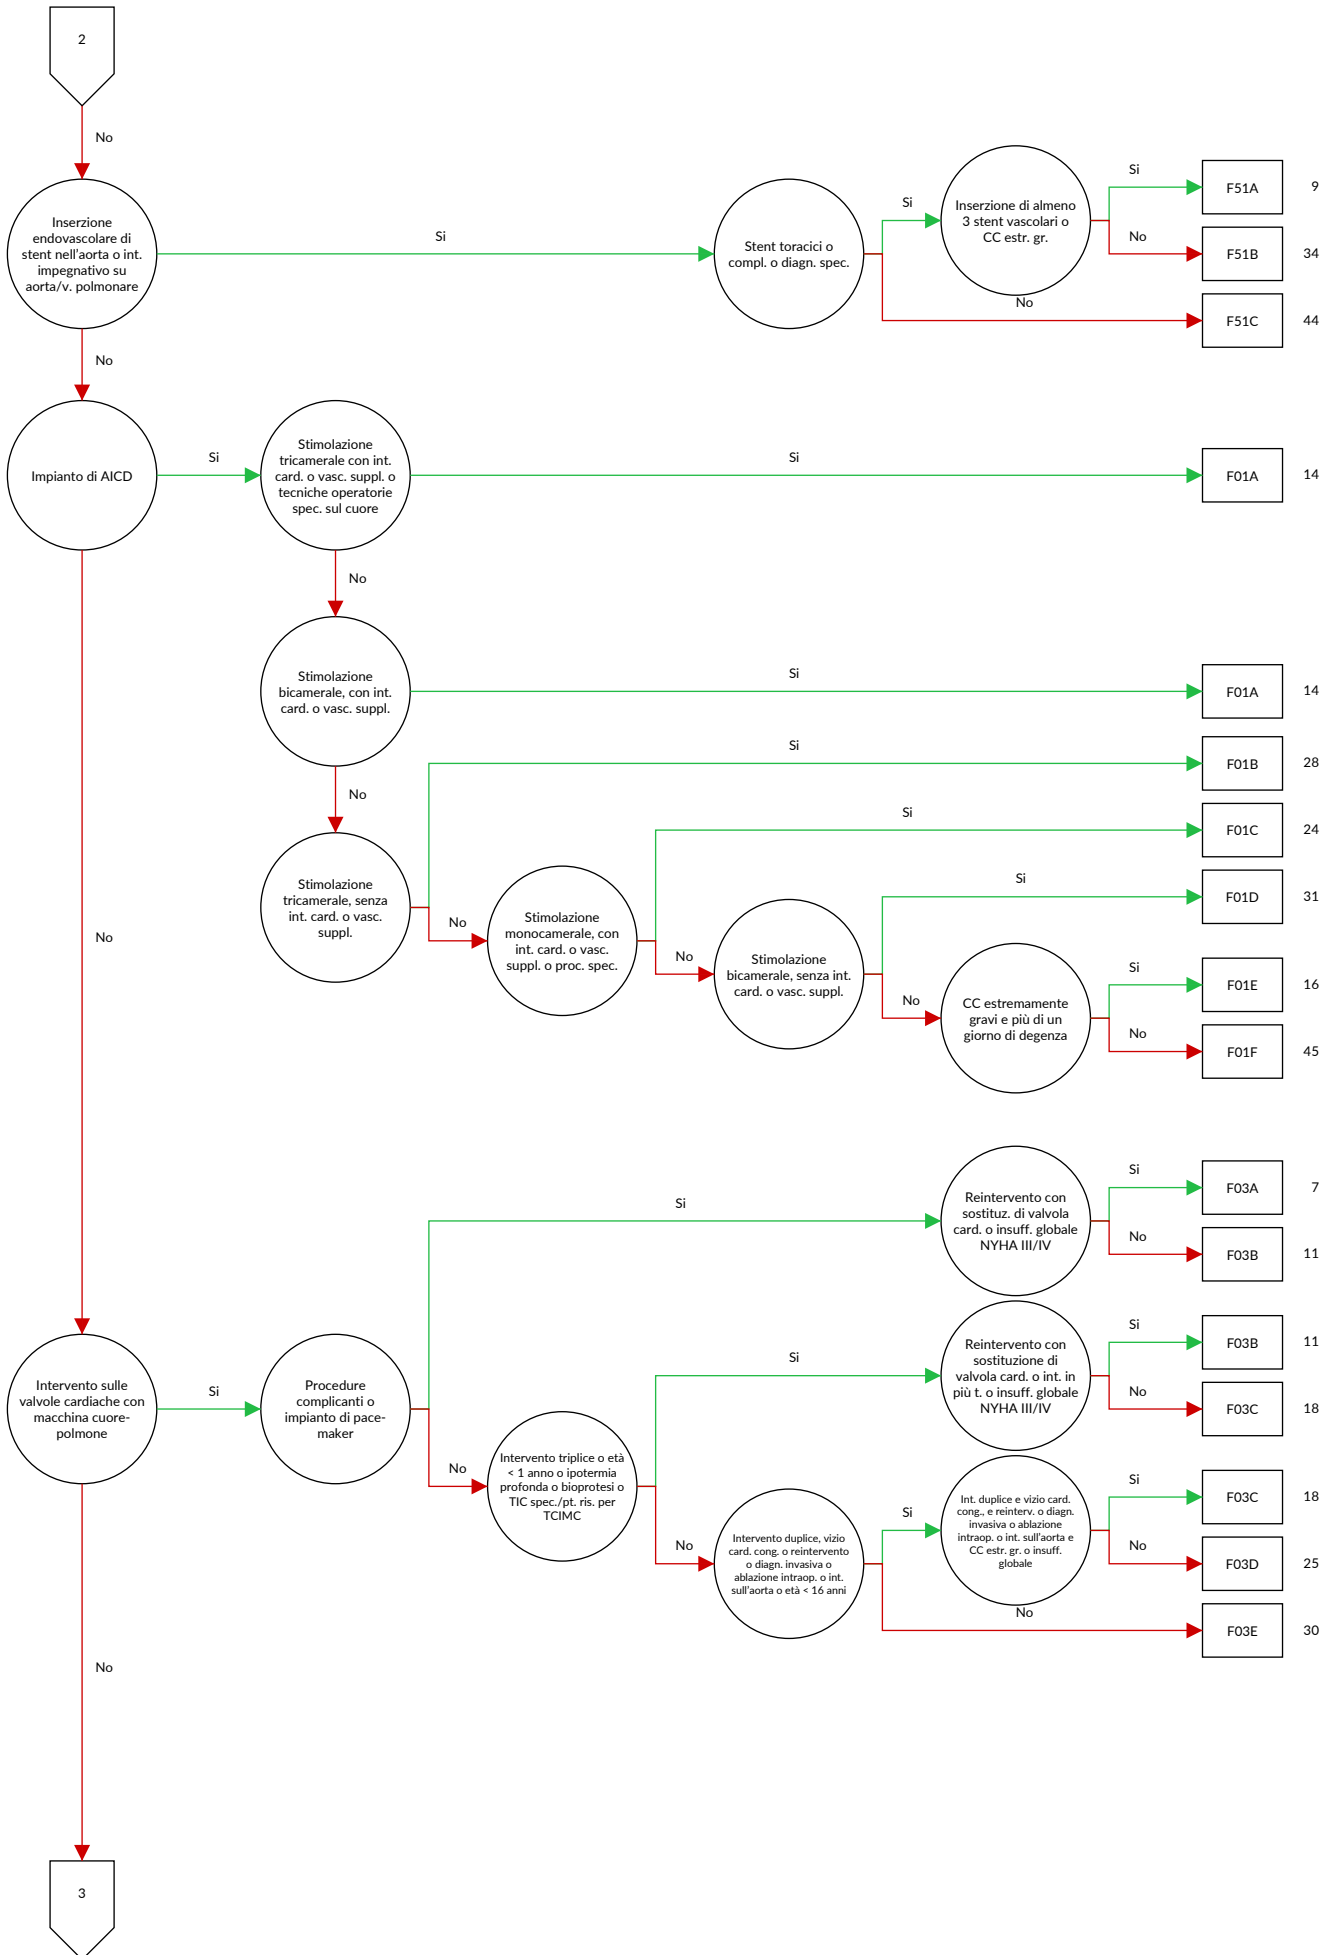 2
No
Inserzione
endovascolare di
stent nell'aorta o int.
impegnativo su
aorta/v. polmonare
Si
Stent toracici o
compl. o diagn. spec.
Si
Inserzione di almeno
3 stent vascolari o
CC estr. gr.
Si
F51A
9
No
F51B
34
No
F51C
44
No
Impianto di AICD
Si
Stimolazione
tricamerale con int.
card. o vasc. suppl. o
tecniche operatorie
spec. sul cuore
Si
F01A
14
No
Stimolazione
bicamerale, con int.
card. o vasc. suppl.
Si
F01A
14
No
Stimolazione
tricamerale, senza
int. card. o vasc.
suppl.
Si
F01B
28
No
Stimolazione
monocamerale, con
int. card. o vasc.
suppl. o proc. spec.
Si
F01C
24
No
Stimolazione
bicamerale, senza int.
card. o vasc. suppl.
Si
F01D
31
No
CC estremamente
gravi e più di un
giorno di degenza
Si
F01E
16
No
F01F
45
No
Intervento sulle
valvole cardiache con
macchina cuore-
polmone
Si
Procedure
complicanti o
impianto di pace-
maker
Si
Reintervento con
sostituz. di valvola
card. o insuff. globale
NYHA III/IV
Si
F03A
7
No
F03B
11
No
Intervento triplice o età
< 1 anno o ipotermia
profonda o bioprotesi o
TIC spec./pt. ris. per
TCIMC
Si
Reintervento con
sostituzione di
valvola card. o int. in
più t. o insuff. globale
NYHA III/IV
Si
F03B
11
No
F03C
18
No
Intervento duplice, vizio
card. cong. o reintervento
o diagn. invasiva o
ablazione intraop. o int.
sull'aorta o età < 16 anni
Si
Int. duplice e vizio card.
cong., e reinterv. o diagn.
invasiva o ablazione
intraop. o int. sull'aorta e
CC estr. gr. o insuff.
globale
Si
F03C
18
No
F03D
25
No
F03E
30
No
3